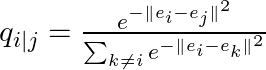 $q_{i|j} = \frac{e^{-\|e_i - e_j\|^2}}{\sum_{k \neq i} e^{-\|e_i - e_k\|^2}}$